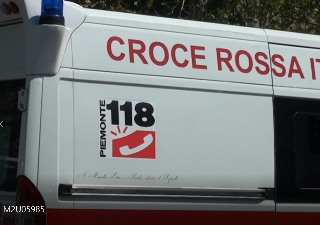 CROCE ROSSA IT
PIEMONTE
118
M2U05985